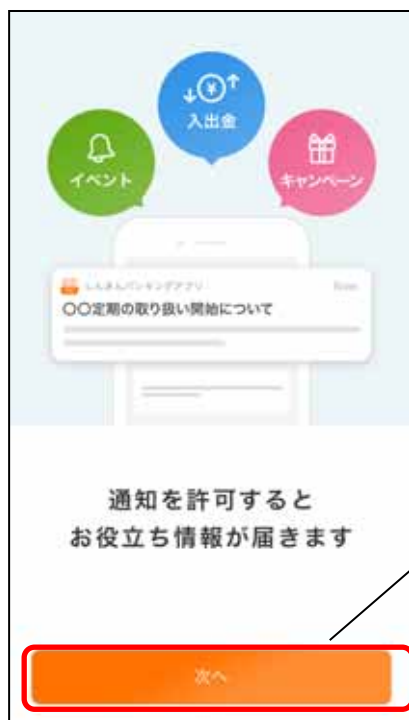 入出金
イベント
キャンペーン
しんきんバンキングアプリ
〇〇定期の取り扱い開始について
通知を許可すると
お役立ち情報が届きます
次へ